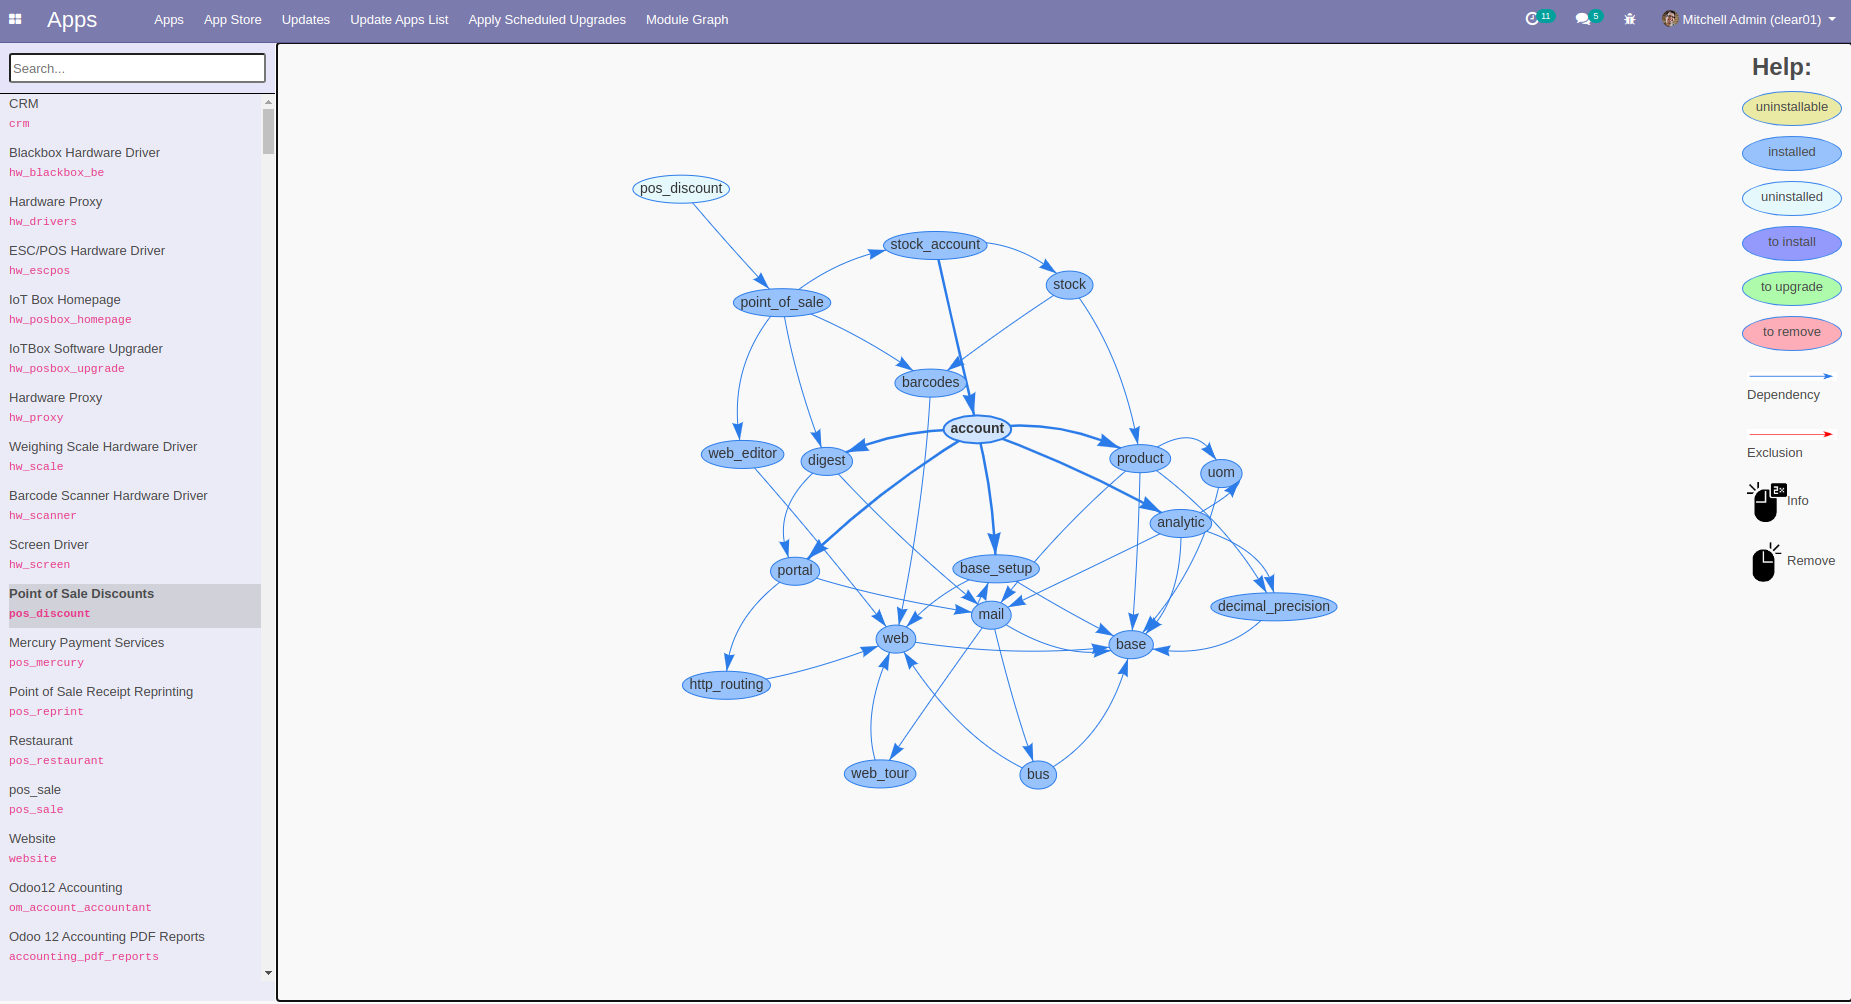 Apps
Apps
App Store
Updates
Update Apps List
Apply Scheduled Upgrades
Module Graph
11
5
Mitchell Admin (clear01)
Search...
CRM
crm
Blackbox Hardware Driver
hw_blackbox_be
Hardware Proxy
hw_drivers
ESC/POS Hardware Driver
hw_escpos
IoT Box Homepage
hw_posbox_homepage
IoTBox Software Upgrader
hw_posbox_upgrade
Hardware Proxy
hw_proxy
Weighing Scale Hardware Driver
hw_scale
Barcode Scanner Hardware Driver
hw_scanner
Screen Driver
hw_screen
Point of Sale Discounts
pos_discount
Mercury Payment Services
pos_mercury
Point of Sale Receipt Reprinting
pos_reprint
Restaurant
pos_restaurant
pos_sale
pos_sale
Website
website
Odoo12 Accounting
om_account_accountant
Odoo 12 Accounting PDF Reports
accounting_pdf_reports
pos_discount
stock_account
stock
point_of_sale
barcodes
account
web_editor
digest
product
uom
analytic
portal
base_setup
mail
decimal_precision
web
base
http_routing
web_tour
bus
Help:
uninstallable
installed
uninstalled
to install
to upgrade
to remove
Dependency
Exclusion
2x
Info
Remove